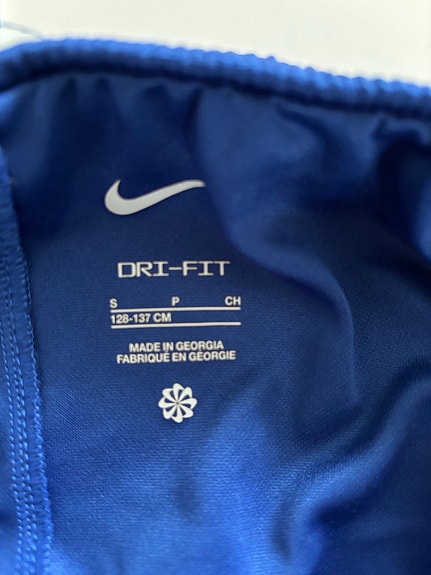 DRI-FIT
S P CH
128-137 CM
MADE IN GEORGIA
FABRIQUÉ EN GÉORGIE